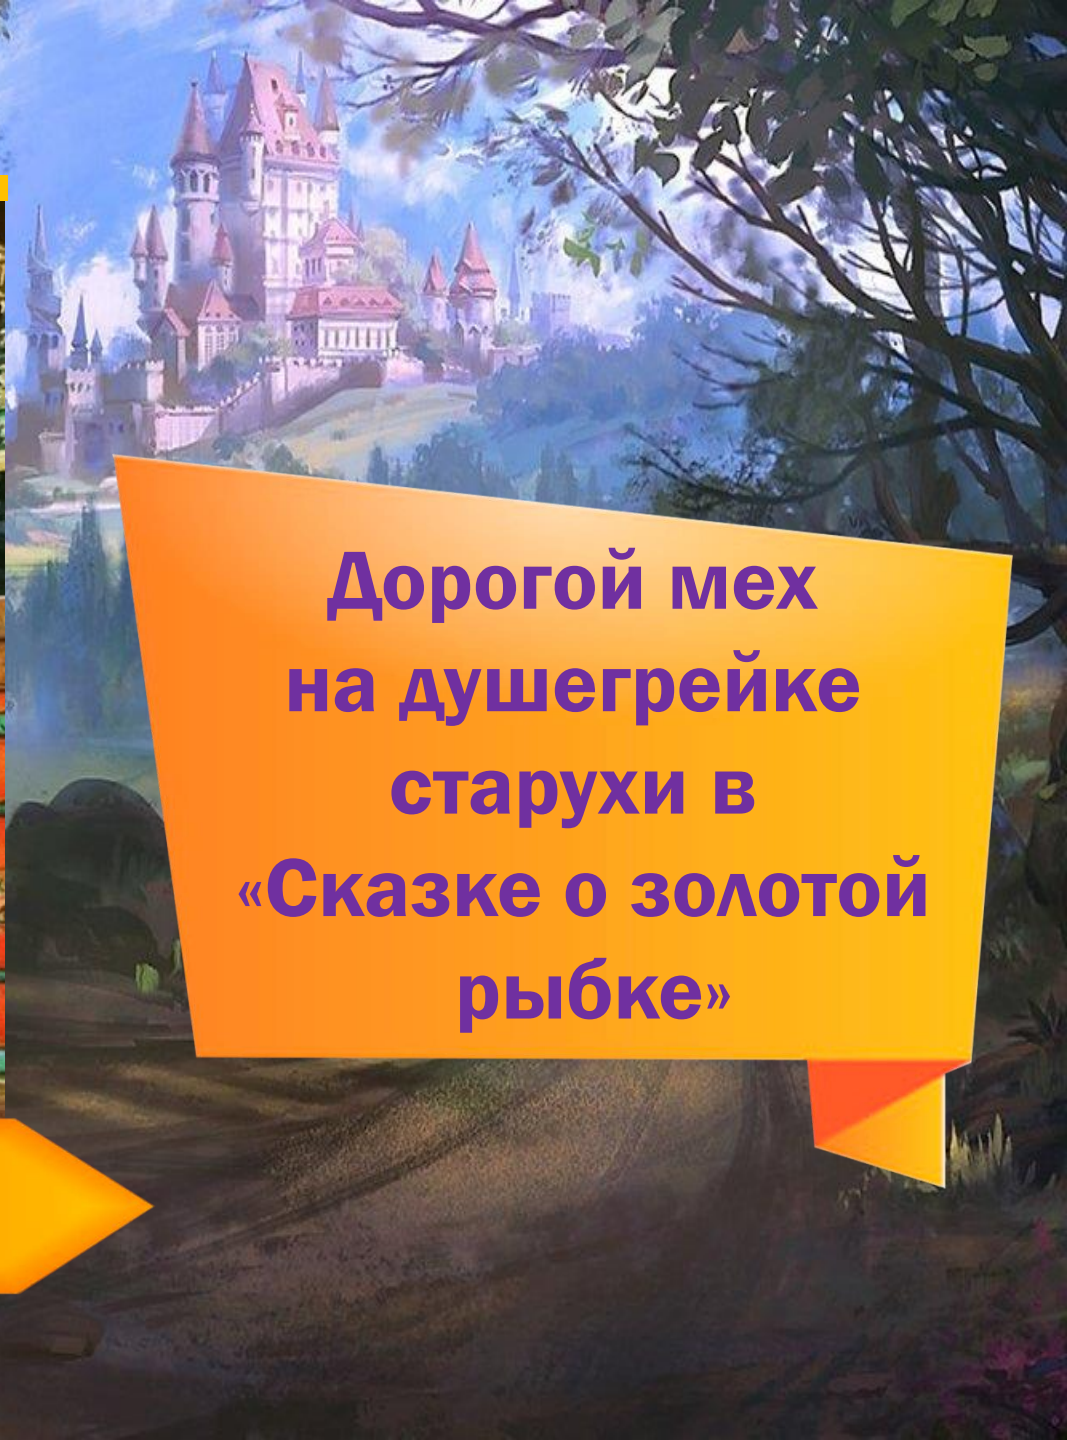 Дорогой мех
на душегрейке
старухи в
«Сказке о золотой
рыбке»